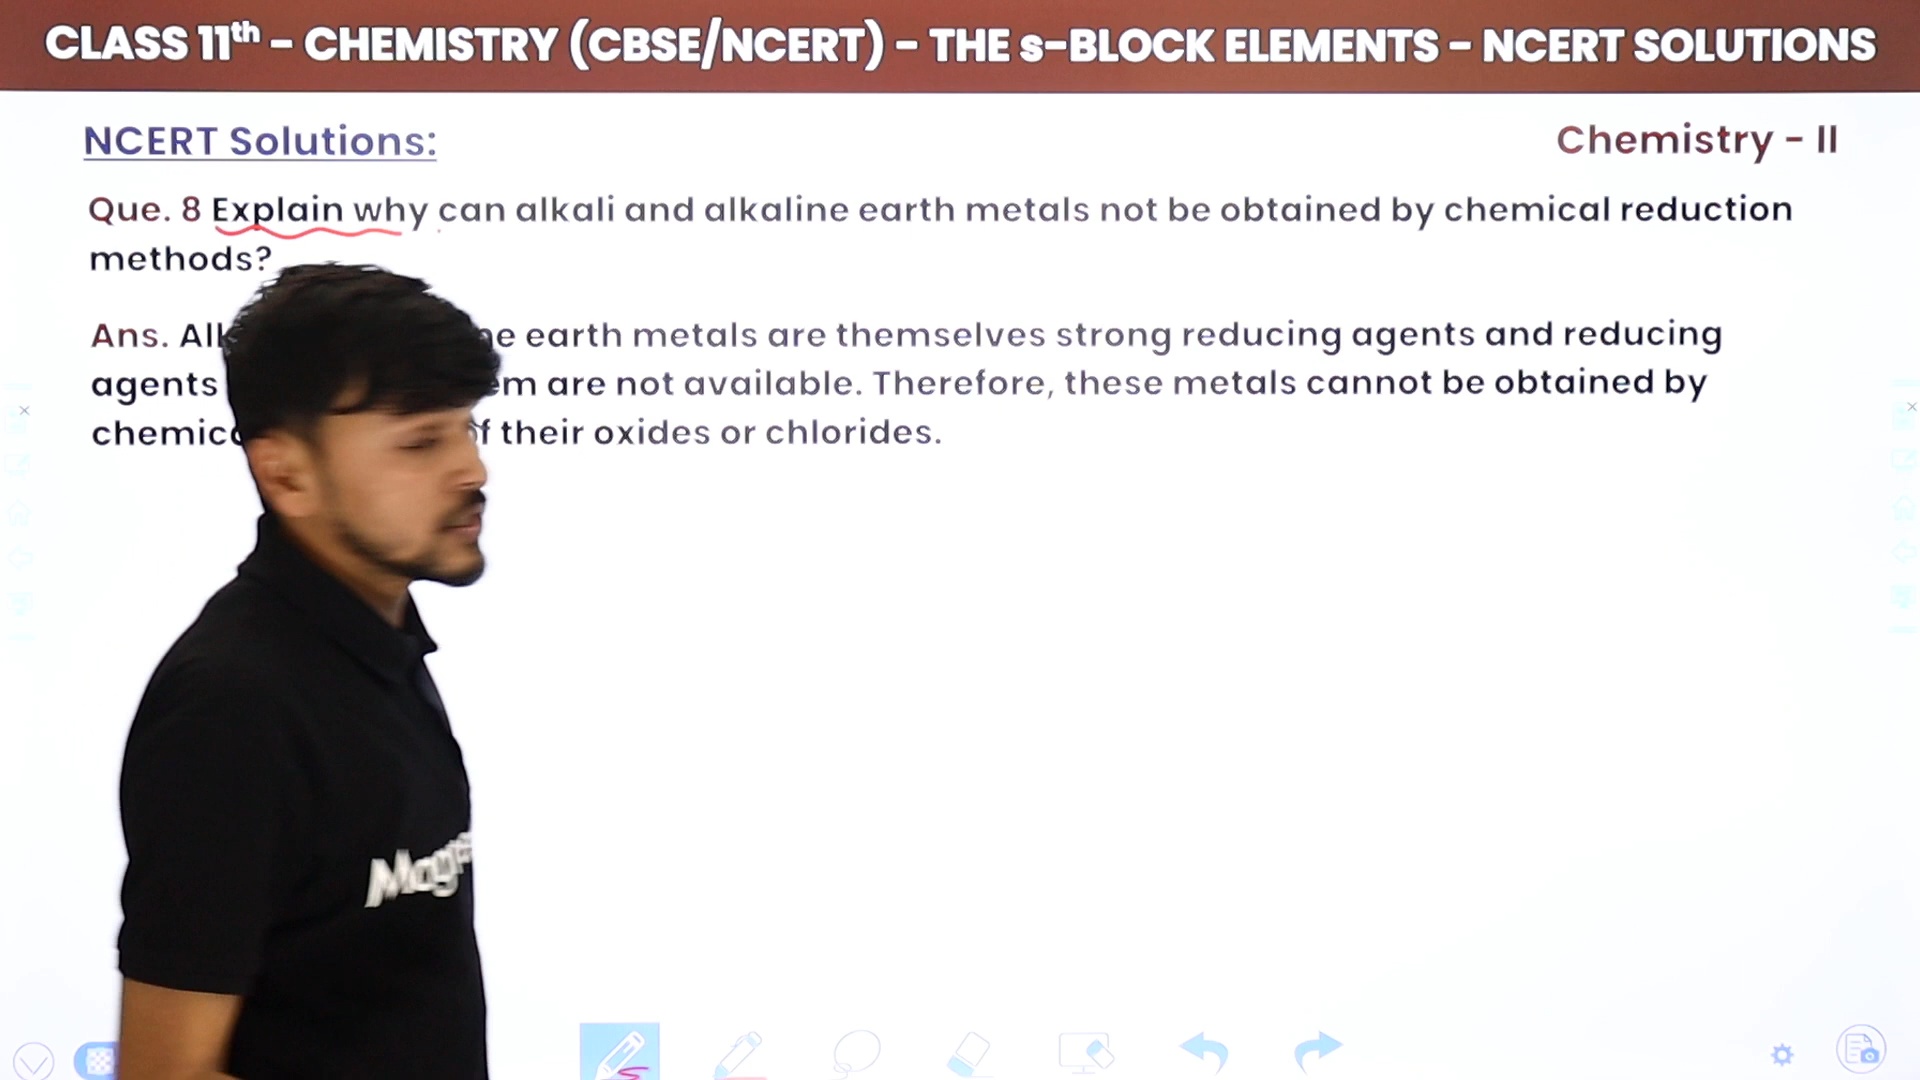 CLASS 11th - CHEMISTRY (CBSE/NCERT) - THE s-BLOCK ELEMENTS - NCERT SOLUTIONS
NCERT Solutions:
Chemistry - II
Que. 8 Explain why can alkali and alkaline earth metals not be obtained by chemical reduction
methods?
Ans. earth metals are themselves strong reducing agents and reducing
agents are not available. Therefore, these metals cannot be obtained by
their oxides or chlorides.